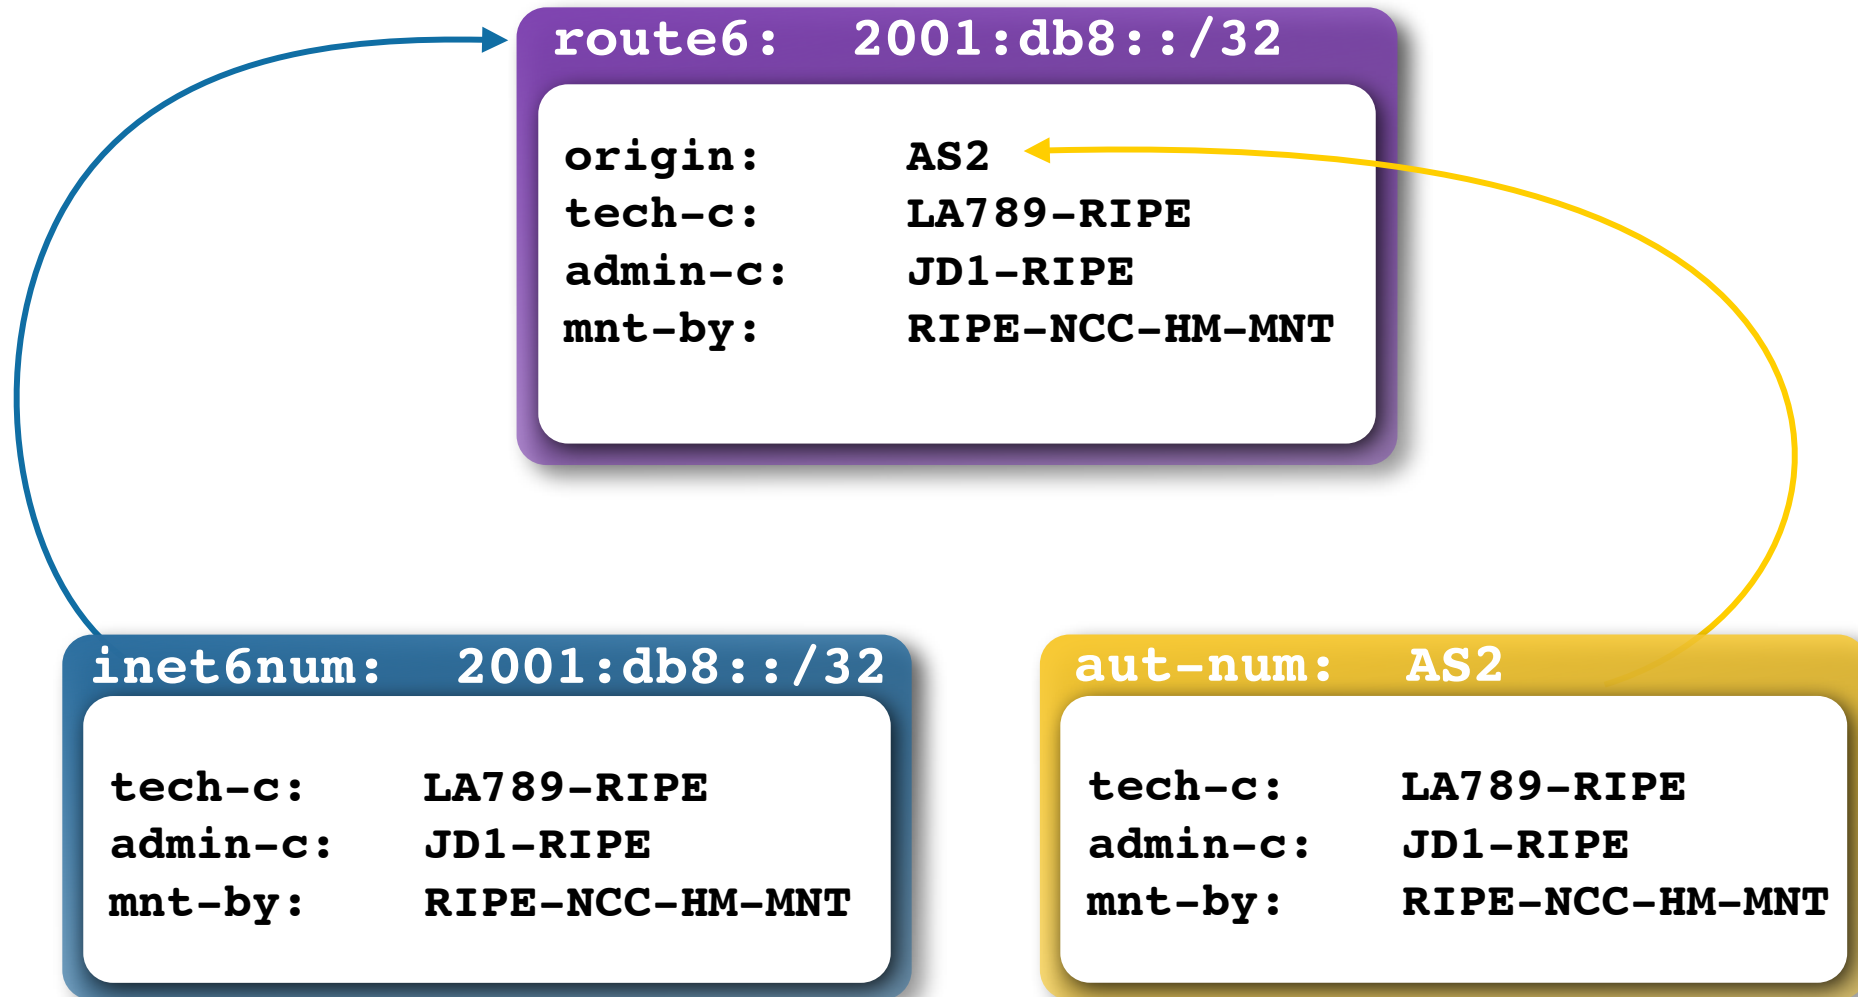 route6: 2001:db8::/32
origin: AS2
tech-c: LA789-RIPE
admin-c: JD1-RIPE
mnt-by: RIPE-NCC-HM-MNT
inet6num: 2001:db8::/32
tech-c: LA789-RIPE
admin-c: JD1-RIPE
mnt-by: RIPE-NCC-HM-MNT
aut-num: AS2
tech-c: LA789-RIPE
admin-c: JD1-RIPE
mnt-by: RIPE-NCC-HM-MNT